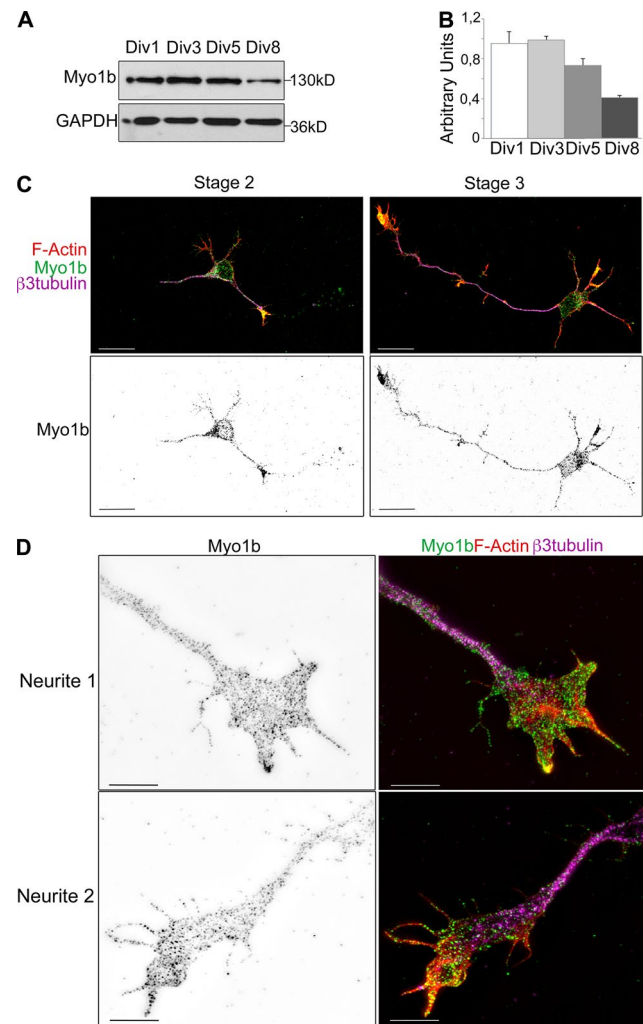 A
Div1 Div3 Div5 Div8
Myo1b
130kD
GAPDH
36kD
B
Arbitrary Units
1,2
0,8
0,4
0
Div1 Div3 Div5 Div8
C
Stage 2
Stage 3
F-Actin
Myo1b
β3tubulin
Myo1b
D
Myo1b
Myo1bF-Actin β3tubulin
Neurite 1
Neurite 2